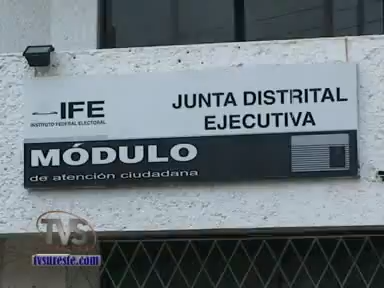 IFE
INSTITUTO FEDERAL ELECTORAL
JUNTA DISTRITAL
EJECUTIVA
MÓDULO
de atención ciudadana
TVS
tvsureste.com